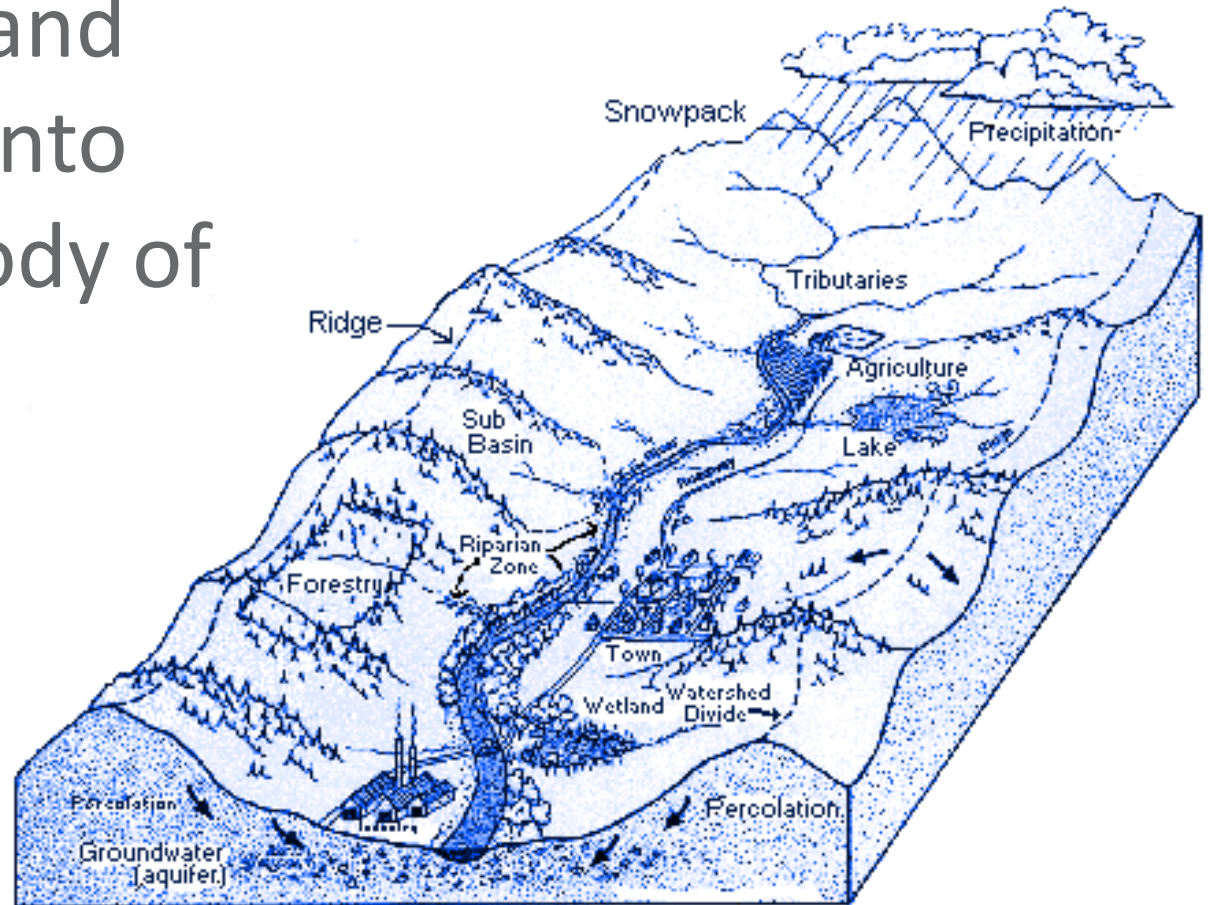 and
nto
ody of
Snowpack
Precipitation
Tributaries
Ridge
Agriculture
Sub
Basin
Lake
Riparian
Zone
Forestry
Town
Wetland
Watershed
Divide
Percolation
Percolation
Industry
Groundwater
(aquifer)